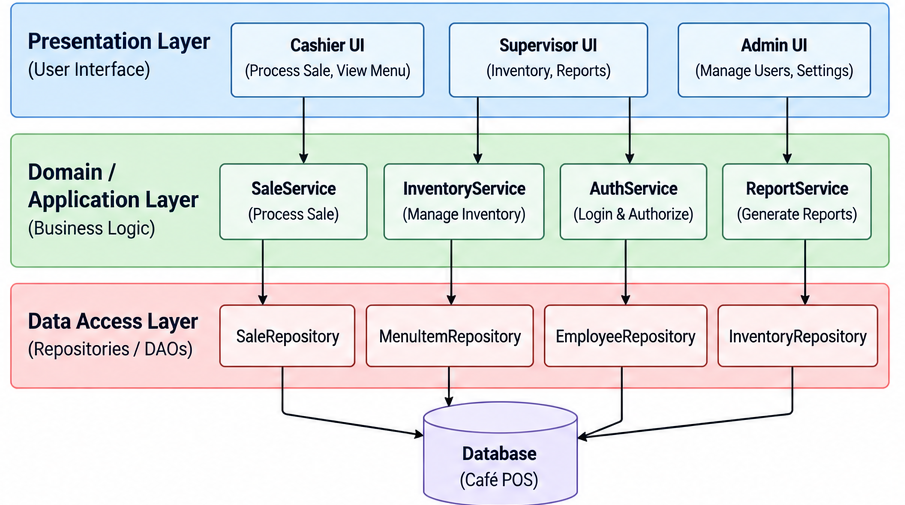 Presentation Layer
(User Interface)
Cashier UI
(Process Sale, View Menu)
Supervisor UI
(Inventory, Reports)
Admin UI
(Manage Users, Settings)
Domain /
Application Layer
(Business Logic)
SaleService
(Process Sale)
InventoryService
(Manage Inventory)
AuthService
(Login & Authorize)
ReportService
(Generate Reports)
Data Access Layer
(Repositories / DAOs)
SaleRepository
MenuItemRepository
EmployeeRepository
InventoryRepository
Database
(Café POS)